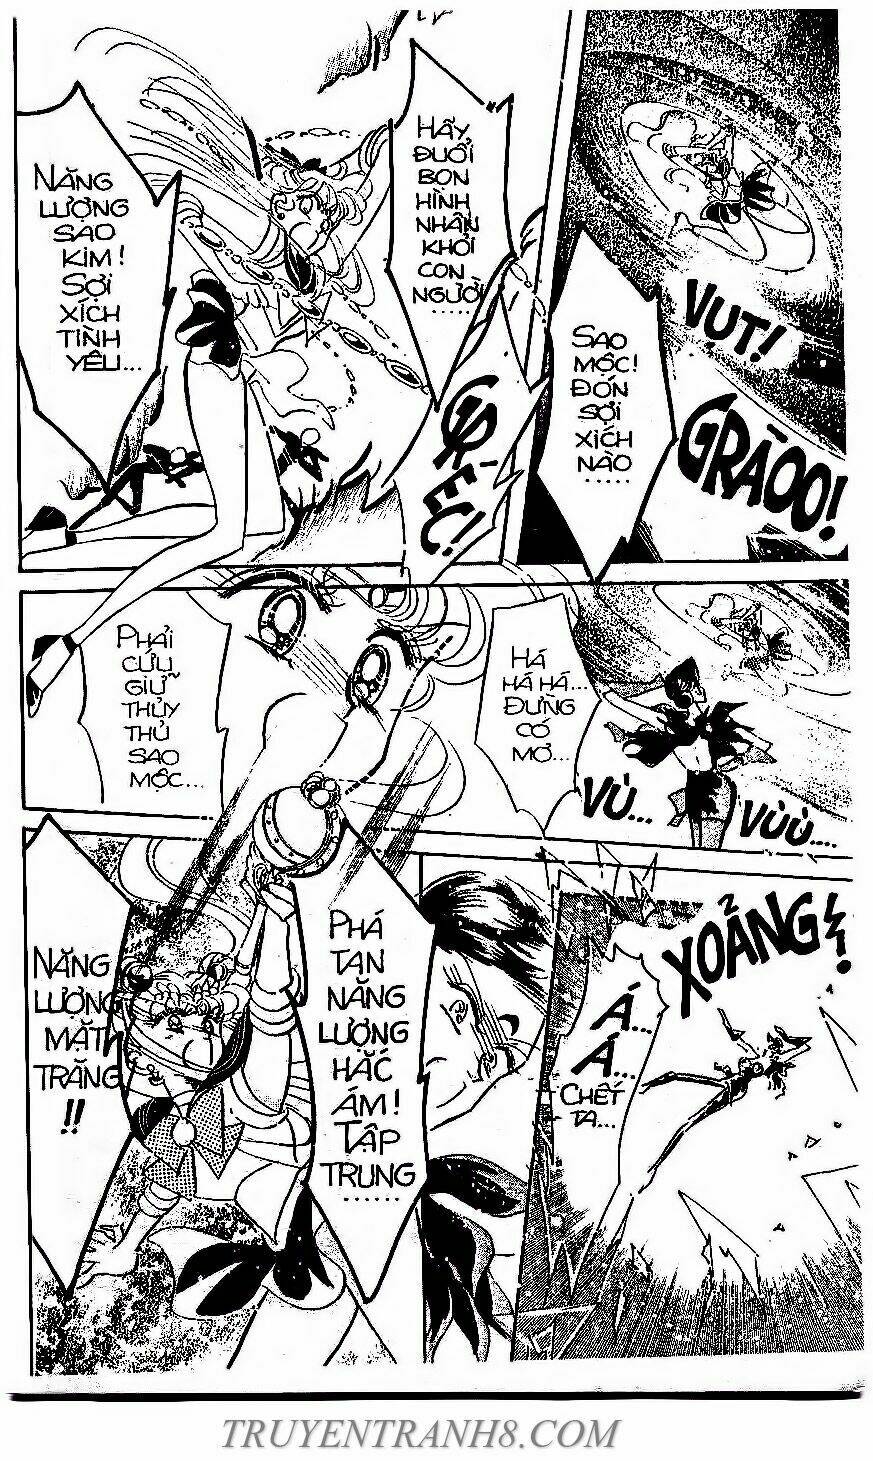 VỤT!
GRÀOO!
SAO
MỘC!
ĐỐN
SỢI
XÍCH
NÀO
.....
HÃY
ĐUỔI
BỌN
HÌNH
NHÂN
KHỎI
CON
NGƯỜI
.....
GRÉC!
NĂNG
LƯỢNG
SAO
KIM!
SỢI
XÍCH
TÌNH
YÊU...
HÁ
HÁ HÁ...
ĐỪNG
CÓ
MƠ...
VÙ...
VÙÙ....
PHẢI
CỨU
GIỮ
THỦY
THỦ
SAO
MỘC...
XOẢNG!
Á...
Á...
CHẾT
TA...
PHÁ
TAN
NĂNG
LƯỢNG
HẮC
ÁM!
TẬP
TRUNG
......
NĂNG
LƯỢNG
MẶT
TRĂNG
!!
TRUYENTRANH8.COM